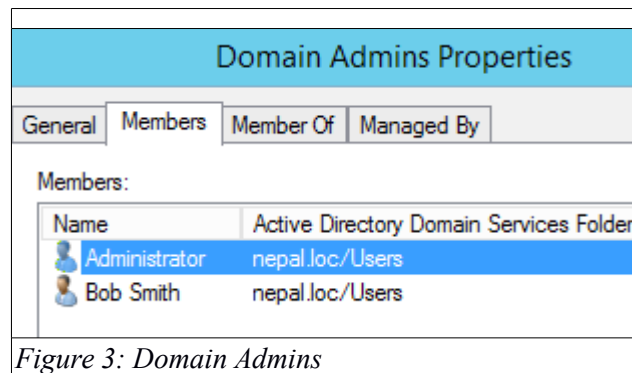 Domain Admins Properties
General Members Member Of Managed By
Members:
Name Active Directory Domain Services Folder
Administrator nepal.loc/Users
Bob Smith nepal.loc/Users
Figure 3: Domain Admins